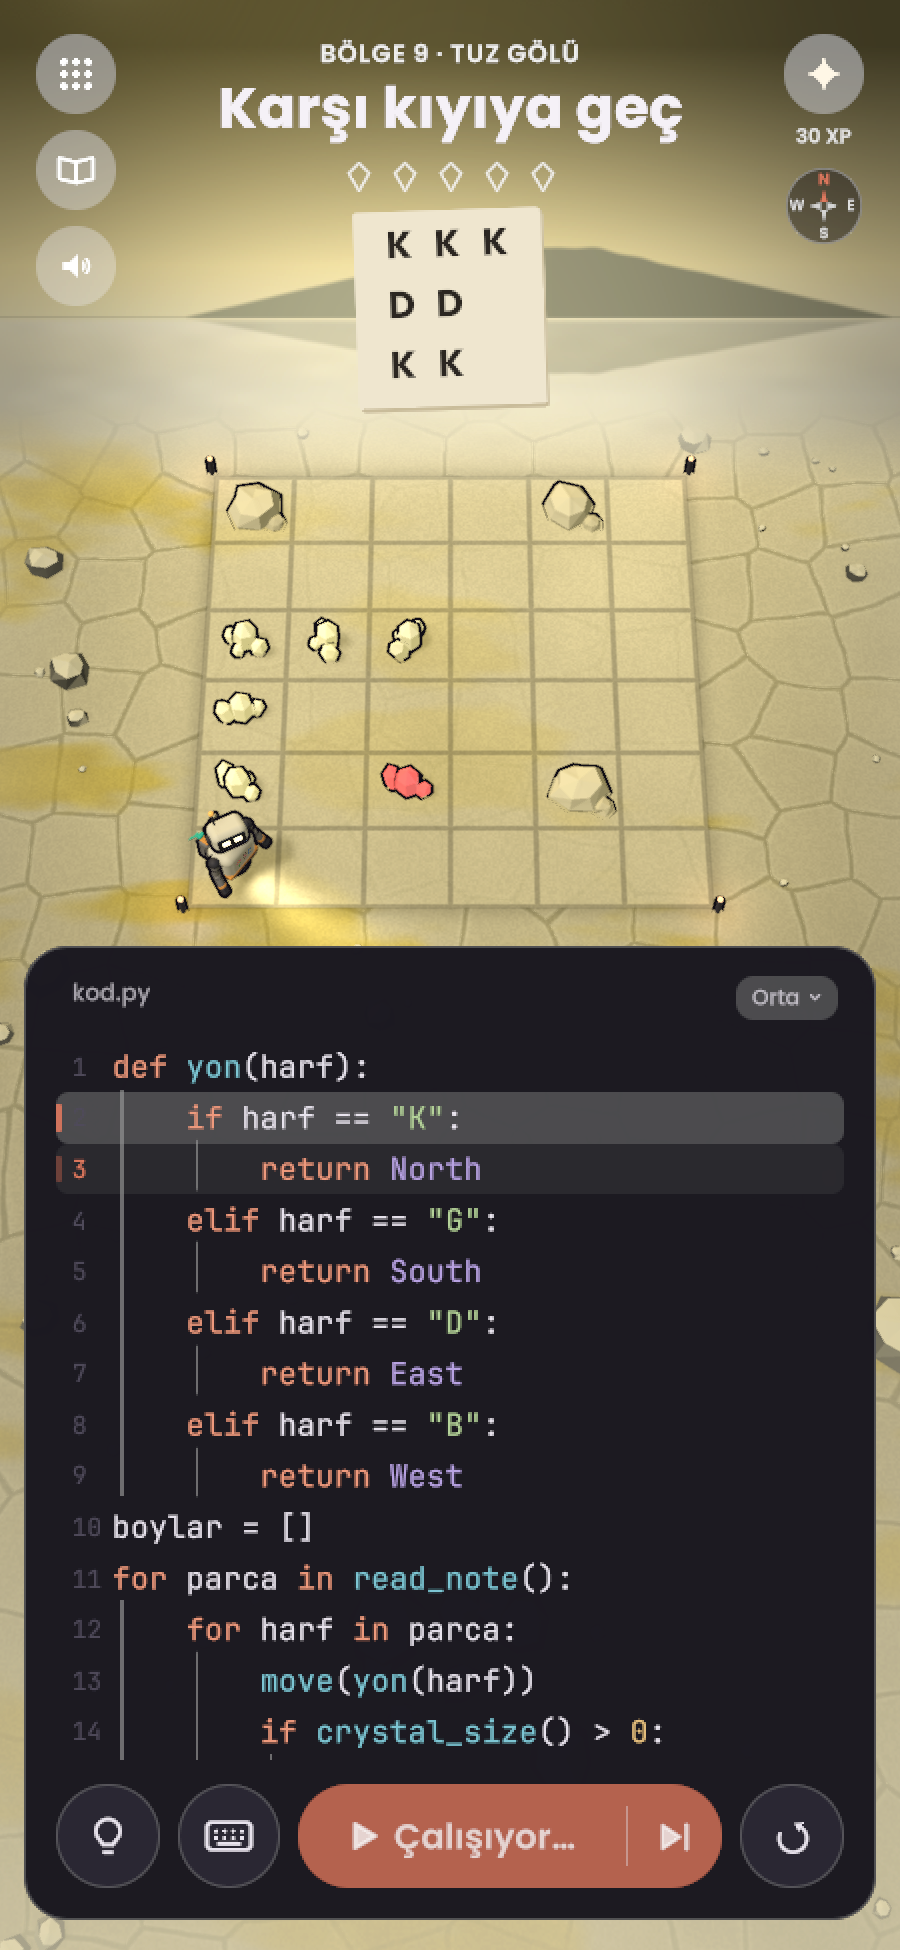 BÖLGE 9 · TUZ GÖLÜ
Karşı kıyıya geç
30 XP
N
W E
S
K K K
D D
K K
kod.py
Orta
1 def yon(harf):
if harf == "K":
3 return North
4 elif harf == "G":
5 return South
6 elif harf == "D":
7 return East
8 elif harf == "B":
9 return West
10 boylar = []
11 for parca in read_note():
12 for harf in parca:
13 move(yon(harf))
14 if crystal_size() > 0:
Çalışıyor...